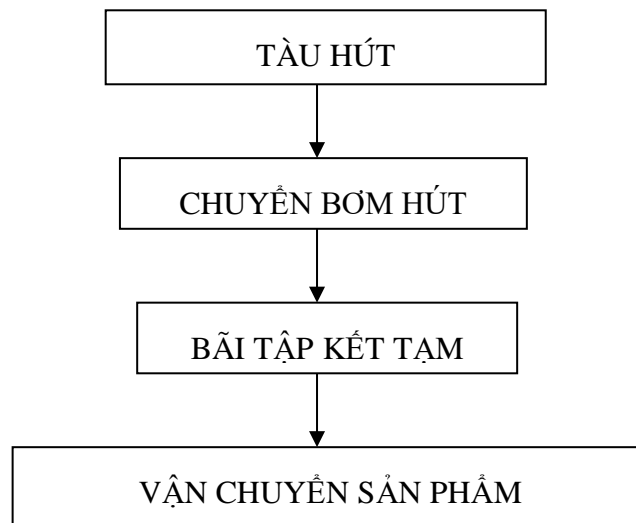 TÀU HÚT
CHUYỂN BƠM HÚT
BÃI TẬP KẾT TẠM
VẬN CHUYỂN SẢN PHẨM